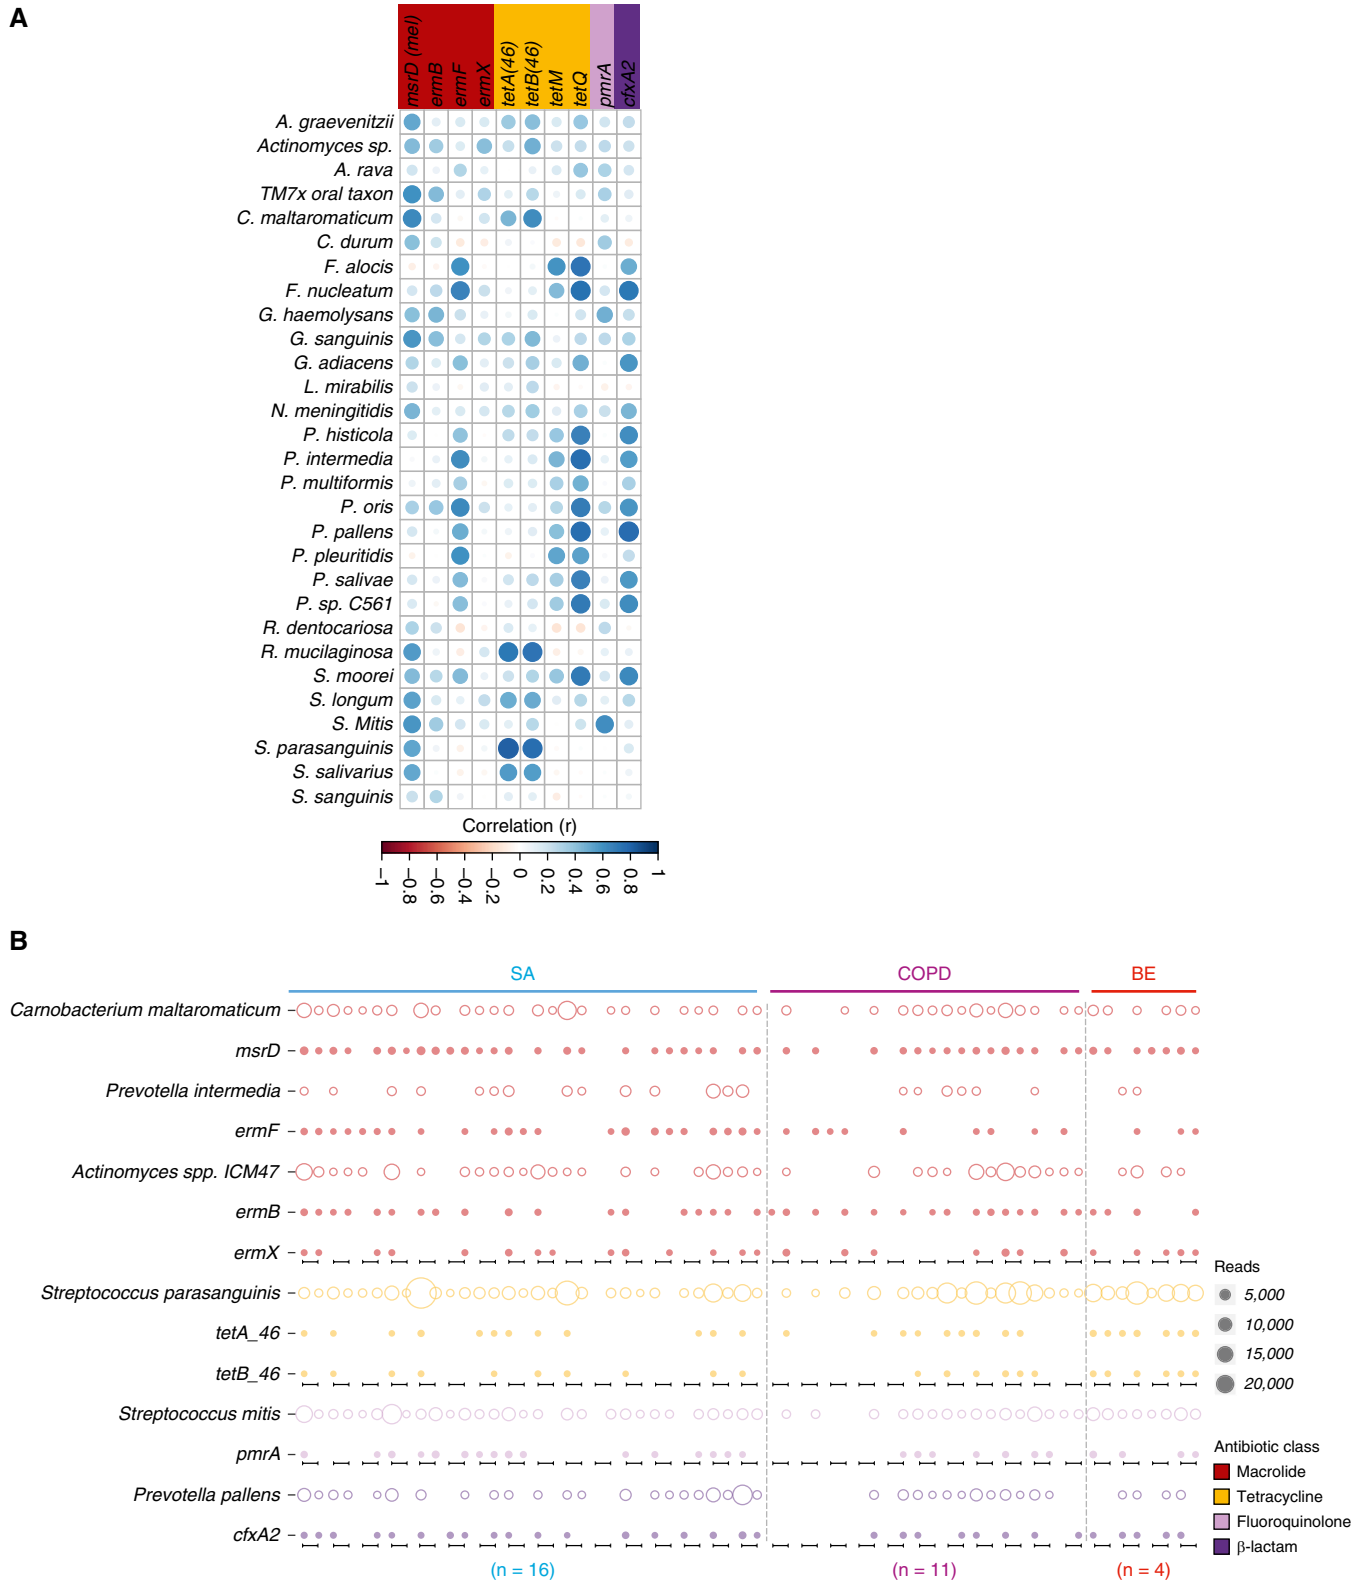 A
msrD (mel)
ermB
ermF
ermX
tetA(46)
tetB(46)
tetM
tetQ
pmrA
cfxA2
A. graevenitzii
Actinomyces sp.
A. rava
TM7x oral taxon
C. maltaromaticum
C. durum
F. alocis
F. nucleatum
G. haemolysans
G. sanguinis
G. adiacens
L. mirabilis
N. meningitidis
P. histicola
P. intermedia
P. multiformis
P. oris
P. pallens
P. pleuritidis
P. salivae
P. sp. C561
R. dentocariosa
R. mucilaginosa
S. moorei
S. longum
S. Mitis
S. parasanguinis
S. salivarius
S. sanguinis
Correlation (r)
−1
−0.8
−0.6
−0.4
−0.2
0
0.2
0.4
0.6
0.8
1
B
SA
COPD
BE
Carnobacterium maltaromaticum
msrD
Prevotella intermedia
ermF
Actinomyces spp. ICM47
ermB
ermX
Streptococcus parasanguinis
tetA_46
tetB_46
Streptococcus mitis
pmrA
Prevotella pallens
cfxA2
(n = 16)
(n = 11)
(n = 4)
Reads
5,000
10,000
15,000
20,000
Antibiotic class
Macrolide
Tetracycline
Fluoroquinolone
β-lactam